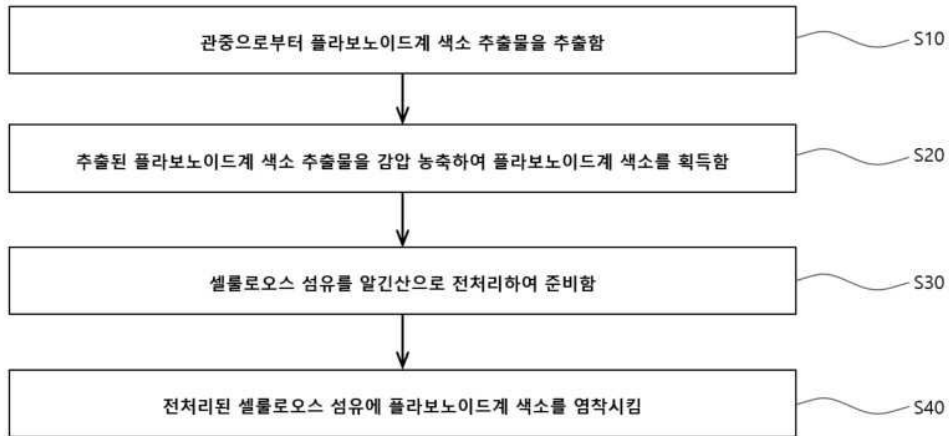 관중으로부터 플라보노이드계 색소 추출물을 추출함
S10
추출된 플라보노이드계 색소 추출물을 감압 농축하여 플라보노이드계 색소를 획득함
S20
셀룰로오스 섬유를 알긴산으로 전처리하여 준비함
S30
전처리된 셀룰로오스 섬유에 플라보노이드계 색소를 염착시킴
S40